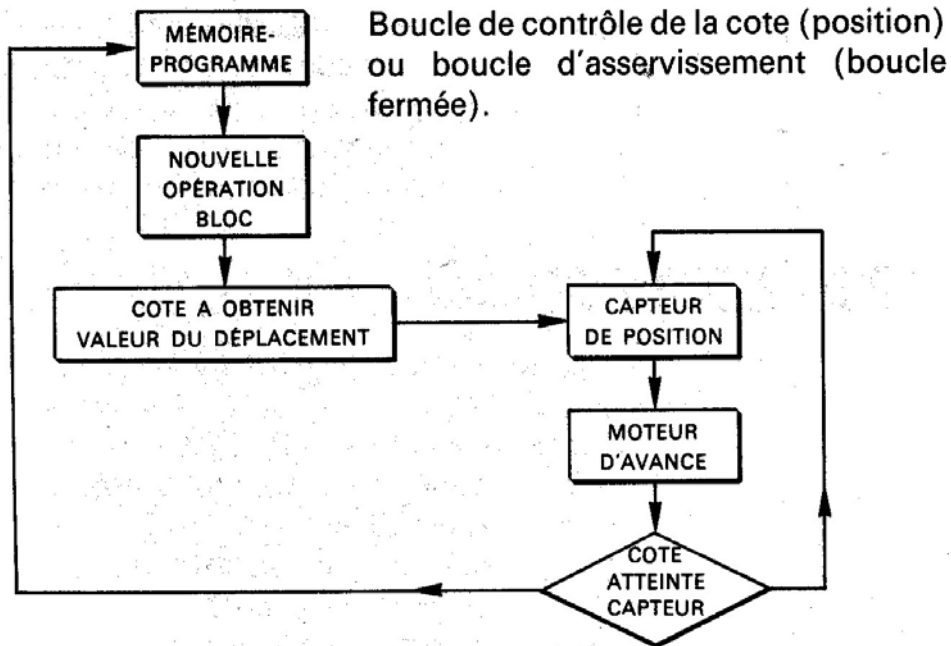 Boucle de contrôle de la cote (position)
ou boucle d'asservissement (boucle
fermée).
MÉMOIRE-
PROGRAMME
NOUVELLE
OPÉRATION
BLOC
COTE A OBTENIR
VALEUR DU DÉPLACEMENT
CAPTEUR
DE POSITION
MOTEUR
D'AVANCE
COTE
ATTEINTE
CAPTEUR